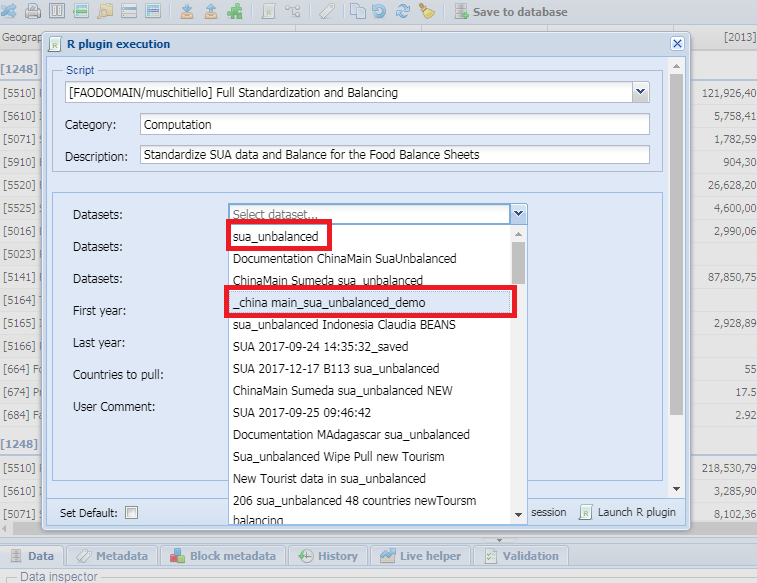 Save to database
Geograp
[2013]
R plugin execution
Script
[FAODOMAIN/muschitiello] Full Standardization and Balancing
Category:
Computation
Description:
Standardize SUA data and Balance for the Food Balance Sheets
Datasets:
Select dataset...
Datasets:
Datasets:
First year:
Last year:
Countries to pull:
User Comment:
sua_unbalanced
Documentation ChinaMain SuaUnbalanced
ChinaMain Sumeda sua_unbalanced
_china main_sua_unbalanced_demo
sua_unbalanced Indonesia Claudia BEANS
SUA 2017-09-24 14:35:32_saved
SUA 2017-12-17 B113 sua_unbalanced
ChinaMain Sumeda sua_unbalanced NEW
SUA 2017-09-25 09:46:42
Documentation MAdagascar sua_unbalanced
Sua_unbalanced Wipe Pull new Tourism
New Tourist data in sua_unbalanced
206 sua_unbalanced 48 countries newToursm
balancing
Set Default:
session
Launch R plugin
[1248]
[5510]
121,926,40
[5610]
5,758,41
[5071]
1,782,59
[5910]
904,30
[5520]
26,628,20
[5525]
4,600,00
[5016]
2,990,06
[5023]
[5141]
87,850,75
[5164]
[5165]
2,928,89
[5166]
[664] Fo
55
[674] Pr
17.5
[684] Fa
2.92
[1248]
[5510]
218,530,79
[5610]
3,285,90
[5071]
8,102,36
Data
Metadata
Block metadata
History
Live helper
Validation
Data inspector